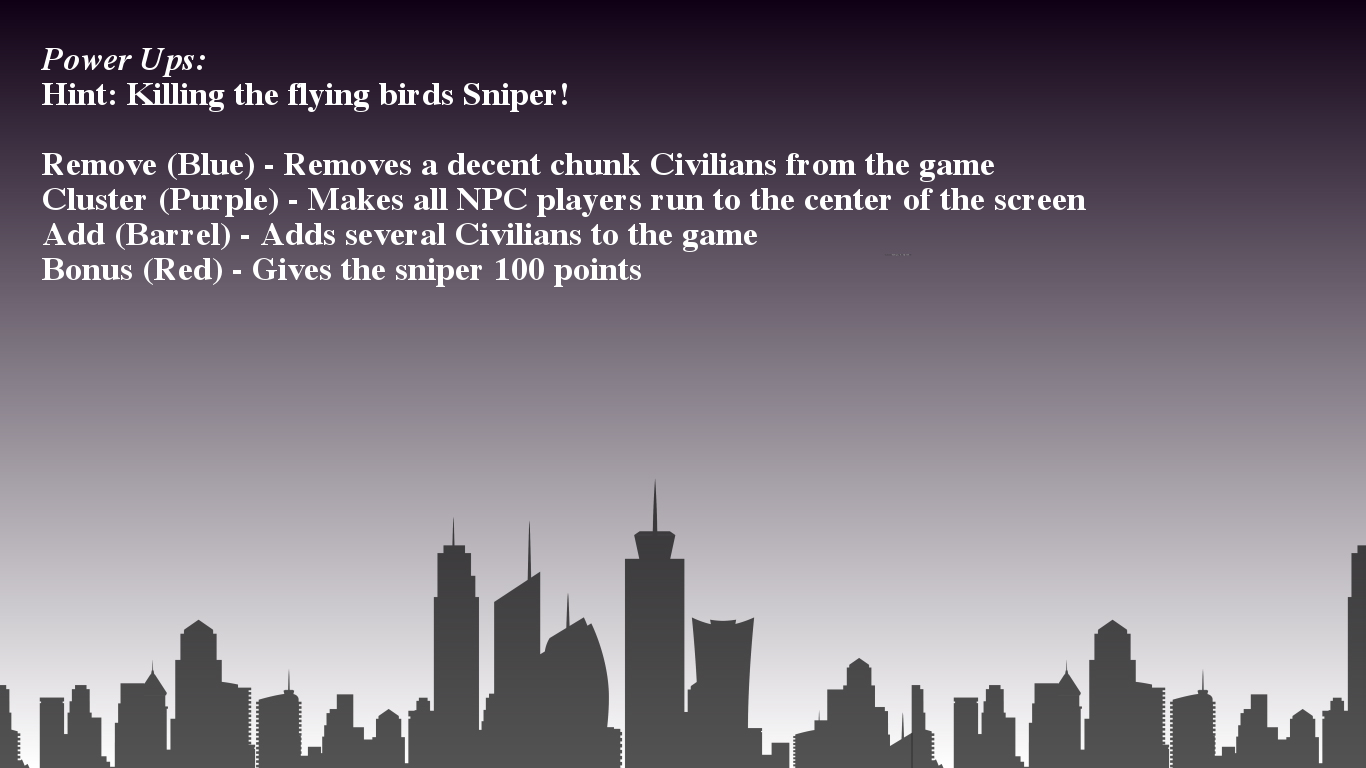 Power Ups:
Hint: Killing the flying birds Sniper!
Remove (Blue) - Removes a decent chunk Civilians from the game
Cluster (Purple) - Makes all NPC players run to the center of the screen
Add (Barrel) - Adds several Civilians to the game
Bonus (Red) - Gives the sniper 100 points